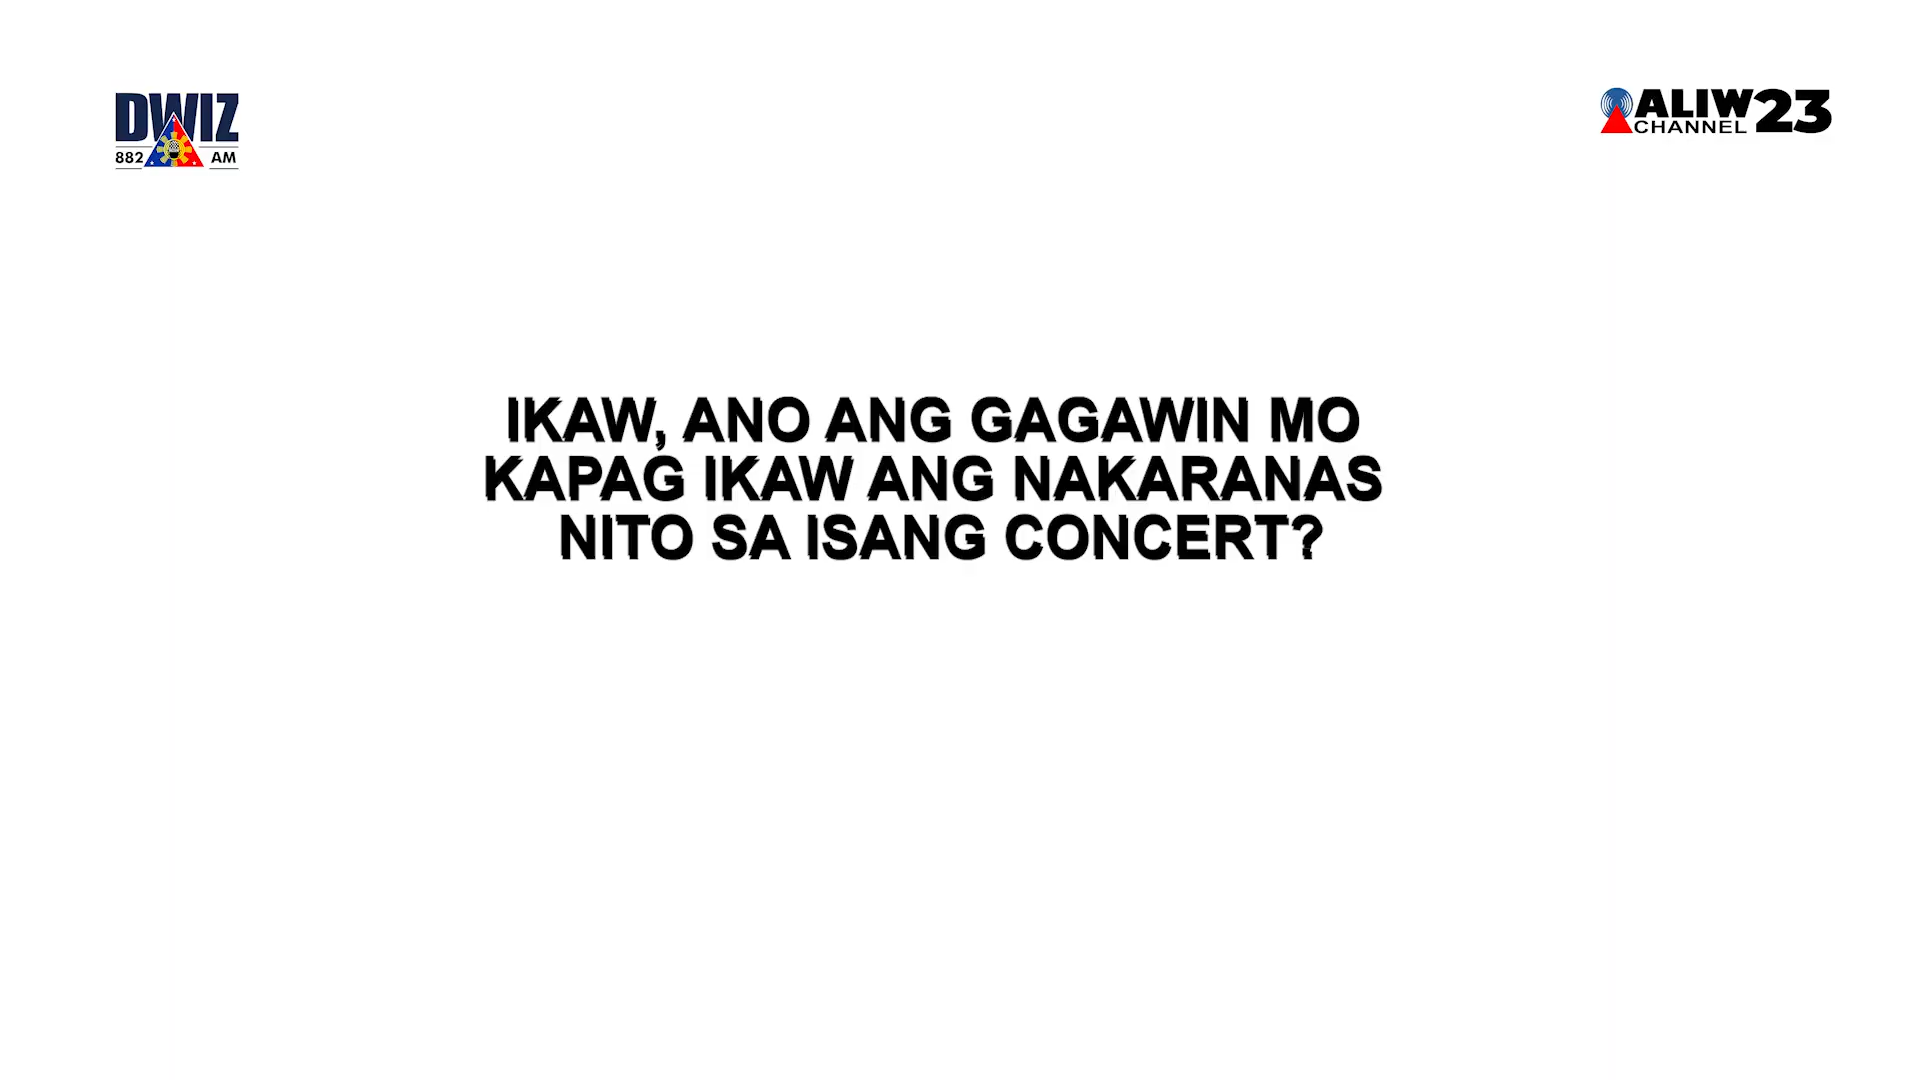 DWIZ
882 AM
ALIW 23
CHANNEL
IKAW, ANO ANG GAGAWIN MO
KAPAG IKAW ANG NAKARANAS
NITO SA ISANG CONCERT?